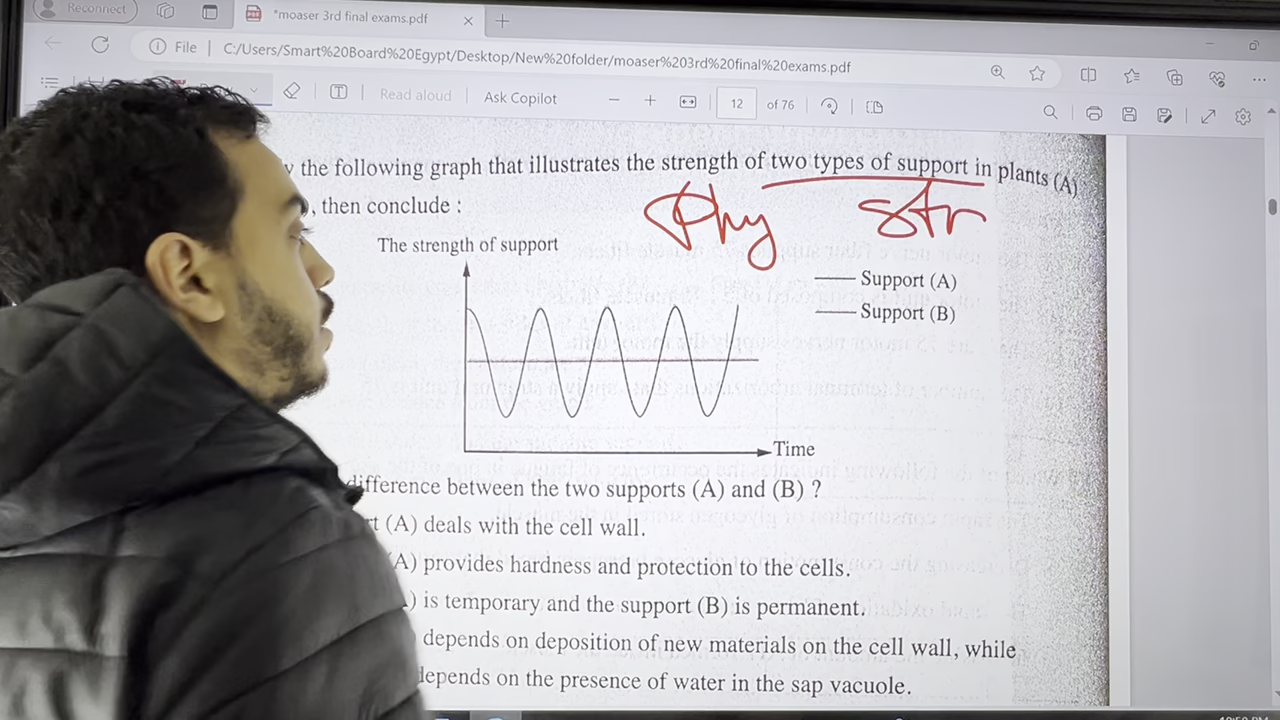 Reconnect
*moaser 3rd final exams.pdf
File | C:/Users/Smart%20Board%20Egypt/Desktop/New%20folder/moaser%203rd%20final%20exams.pdf
Read aloud Ask Copilot 12 of 76
the following graph that illustrates the strength of two types of support in plants (A)
, then conclude :
Phy str
The strength of support
Support (A)
Support (B)
Time
difference between the two supports (A) and (B) ?
(A) deals with the cell wall.
(A) provides hardness and protection to the cells.
) is temporary and the support (B) is permanent.
depends on deposition of new materials on the cell wall, while
depends on the presence of water in the sap vacuole.